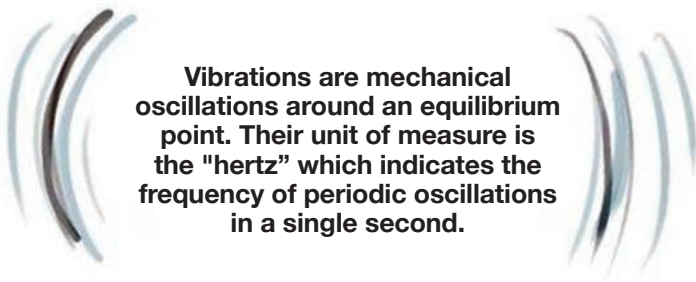 Vibrations are mechanical
oscillations around an equilibrium
point. Their unit of measure is
the "hertz” which indicates the
frequency of periodic oscillations
in a single second.